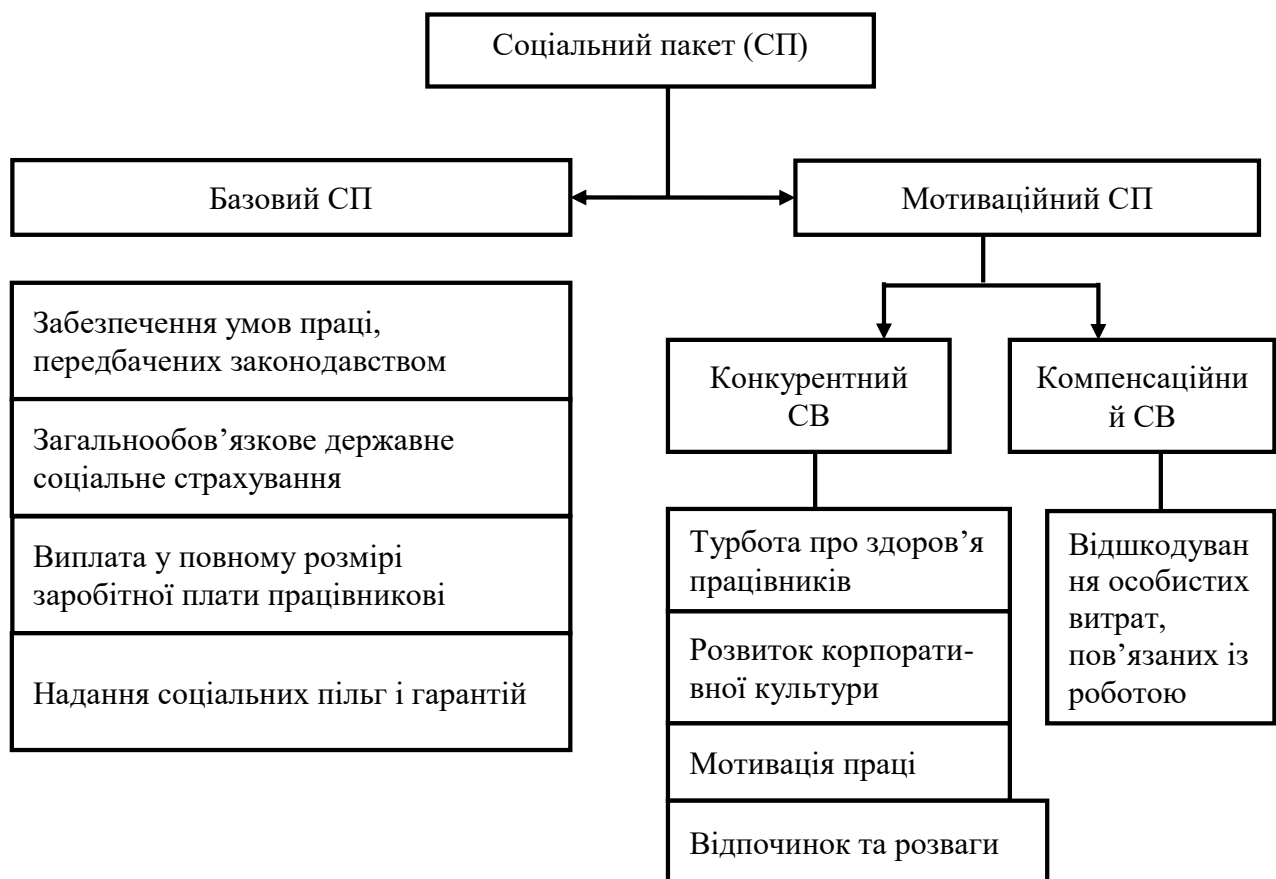 Соціальний пакет (СП)
Базовий СП
Мотиваційний СП
Забезпечення умов праці,
передбачених законодавством
Загальнообов’язкове державне
соціальне страхування
Виплата у повному розмірі
заробітної плати працівникові
Надання соціальних пільг і гарантій
Конкурентний
СВ
Турбота про здоров’я
працівників
Розвиток корпорати-
вної культури
Мотивація праці
Відпочинок та розваги
Компенсаційни
й СВ
Відшкодуван
ня особистих
витрат,
пов’язаних із
роботою